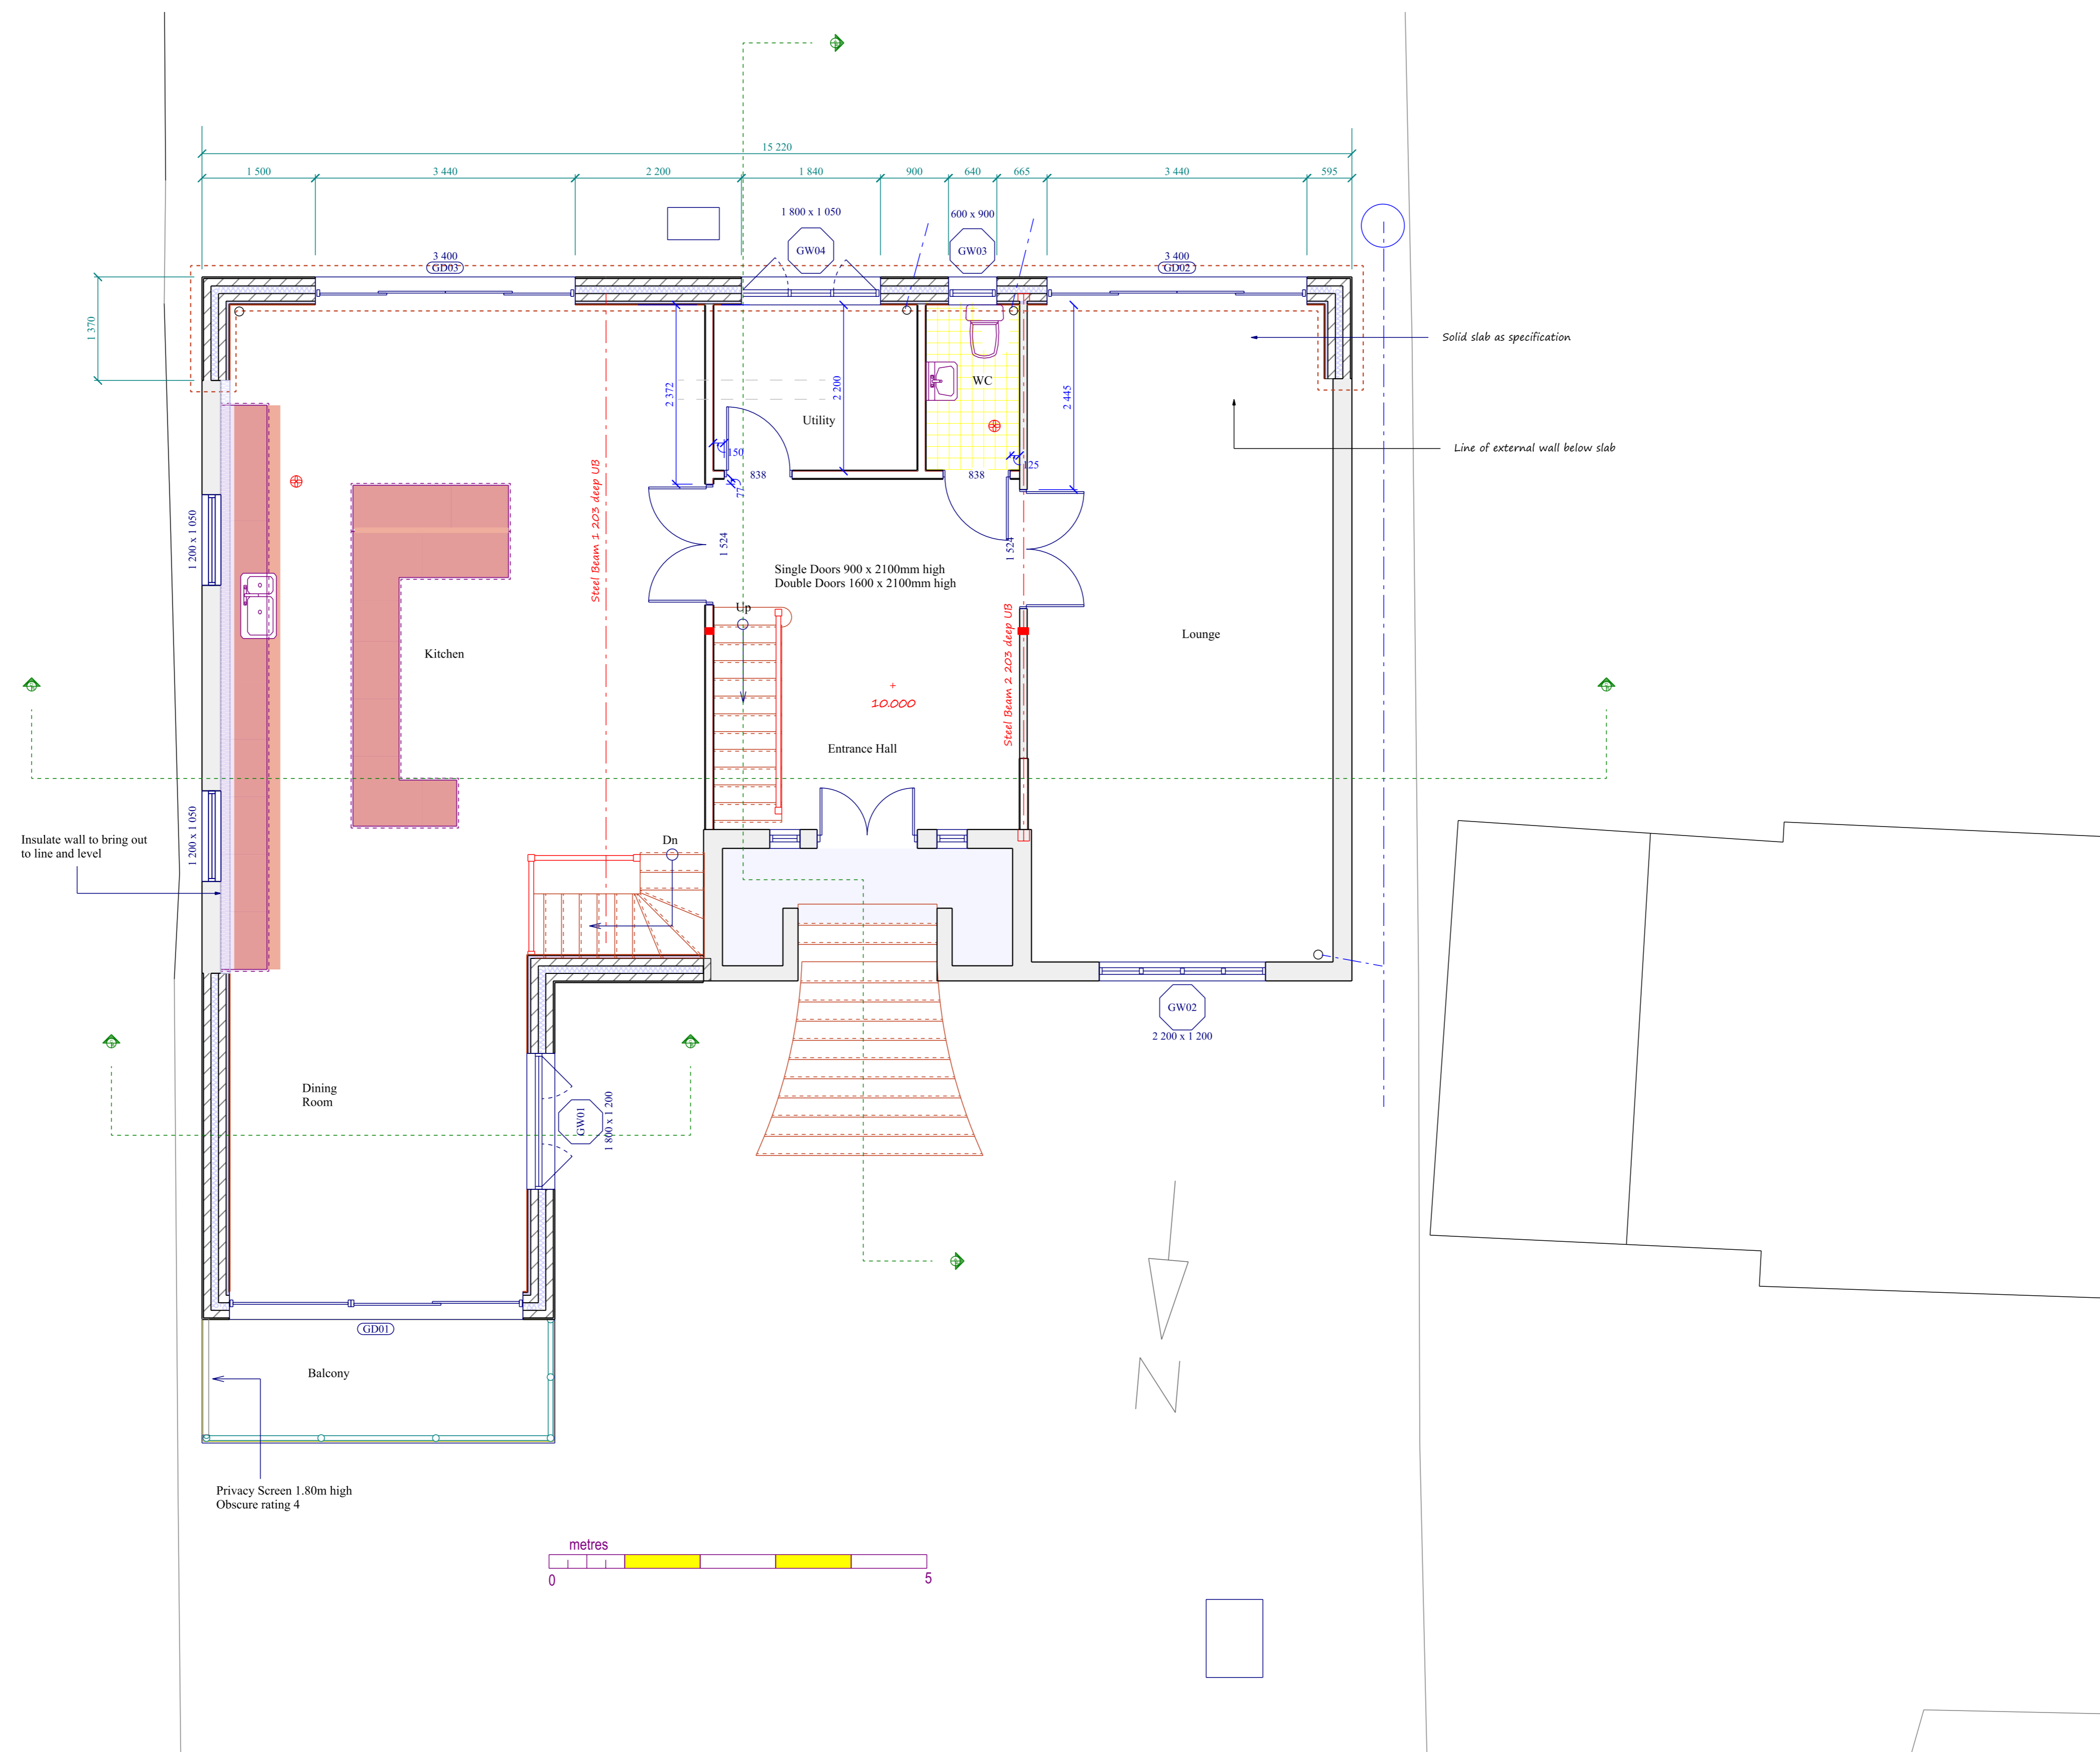 15 220
1 500
3 440
2 200
1 840
900
640
665
3 440
595
1 800 x 1 050
600 x 900
GW04
GW03
3 400
GD03
3 400
GD02
1 370
Solid slab as specification
WC
2 372
2 200
2 445
Utility
Line of external wall below slab
150
125
838
838
77
Steel Beam 1 203 deep UB
1 200 x 1 050
1 524
1 524
Single Doors 900 x 2100mm high
Double Doors 1600 x 2100mm high
Up
Lounge
Kitchen
Steel Beam 2 203 deep UB
10.000
Entrance Hall
Insulate wall to bring out
to line and level
1 200 x 1 050
Dn
GW02
2 200 x 1 200
Dining
Room
GW01
1 800 x 1 200
GD01
Balcony
N
Privacy Screen 1.80m high
Obscure rating 4
metres
0
5